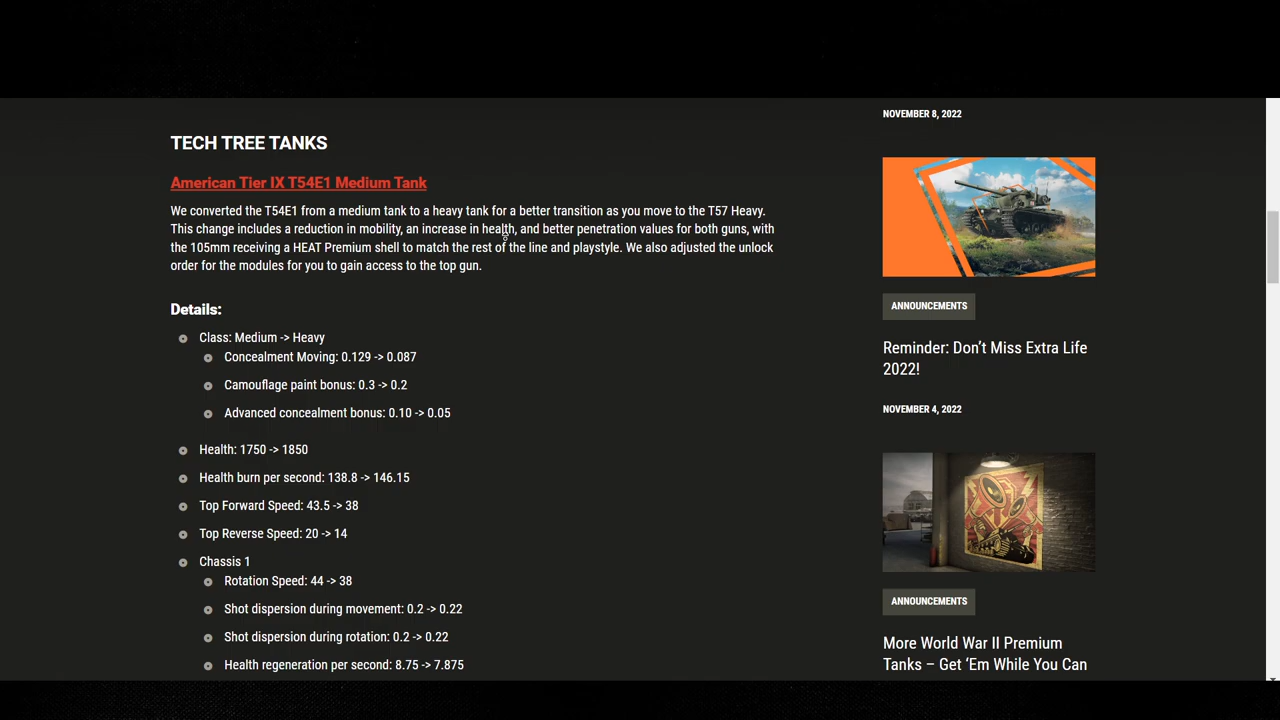 TECH TREE TANKS
American Tier IX T54E1 Medium Tank
We converted the T54E1 from a medium tank to a heavy tank for a better transition as you move to the T57 Heavy.
This change includes a reduction in mobility, an increase in health, and better penetration values for both guns, with
the 105mm receiving a HEAT Premium shell to match the rest of the line and playstyle. We also adjusted the unlock
order for the modules for you to gain access to the top gun.
Details:
Class: Medium -> Heavy
Concealment Moving: 0.129 -> 0.087
Camouflage paint bonus: 0.3 -> 0.2
Advanced concealment bonus: 0.10 -> 0.05
Health: 1750 -> 1850
Health burn per second: 138.8 -> 146.15
Top Forward Speed: 43.5 -> 38
Top Reverse Speed: 20 -> 14
Chassis 1
Rotation Speed: 44 -> 38
Shot dispersion during movement: 0.2 -> 0.22
Shot dispersion during rotation: 0.2 -> 0.22
Health regeneration per second: 8.75 -> 7.875
NOVEMBER 8, 2022
ANNOUNCEMENTS
Reminder: Don’t Miss Extra Life
2022!
NOVEMBER 4, 2022
ANNOUNCEMENTS
More World War II Premium
Tanks – Get ‘Em While You Can